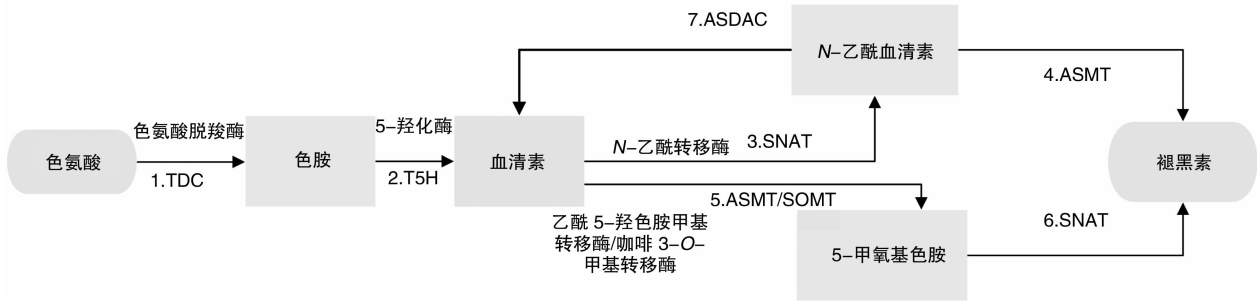 7.ASDAC
N-乙酰血清素
4.ASMT
色氨酸脱羧酶
5-羟化酶
色氨酸
色胺
血清素
N-乙酰转移酶
3.SNAT
褪黑素
1.TDC
2.T5H
5.ASMT/SOMT
乙酰 5-羟色胺甲基
转移酶/咖啡 3-O-
甲基转移酶
5-甲氧基色胺
6.SNAT